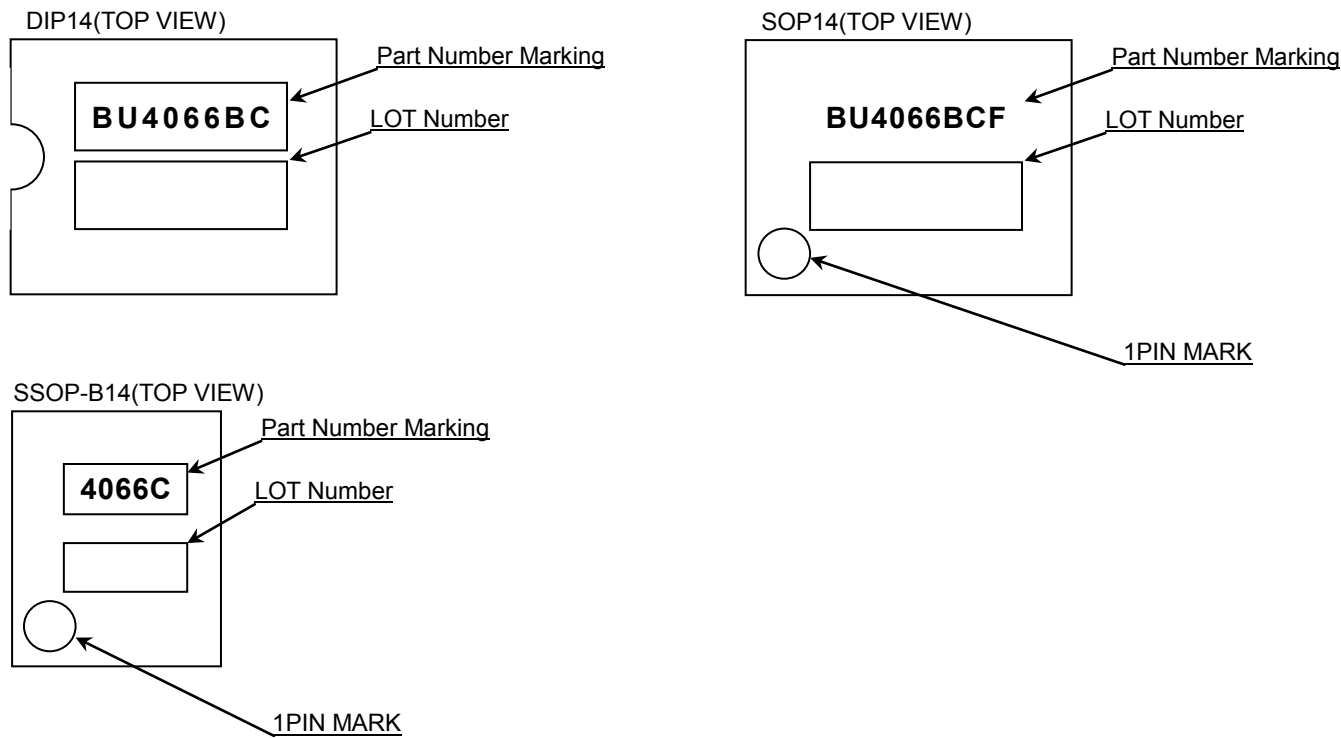 DIP14(TOP VIEW)
Part Number Marking
BU4066BC
LOT Number
SOP14(TOP VIEW)
Part Number Marking
BU4066BCF
LOT Number
1PIN MARK
SSOP-B14(TOP VIEW)
Part Number Marking
4066C
LOT Number
1PIN MARK